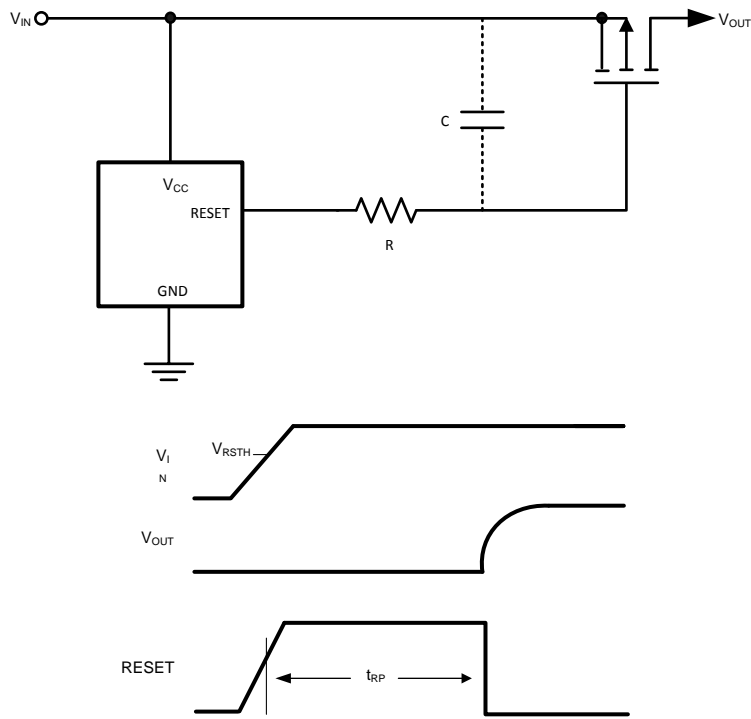 VIN
VOUT
C
VCC
RESET
R
GND
VRSTH
VI
N
VOUT
RESET
tRP